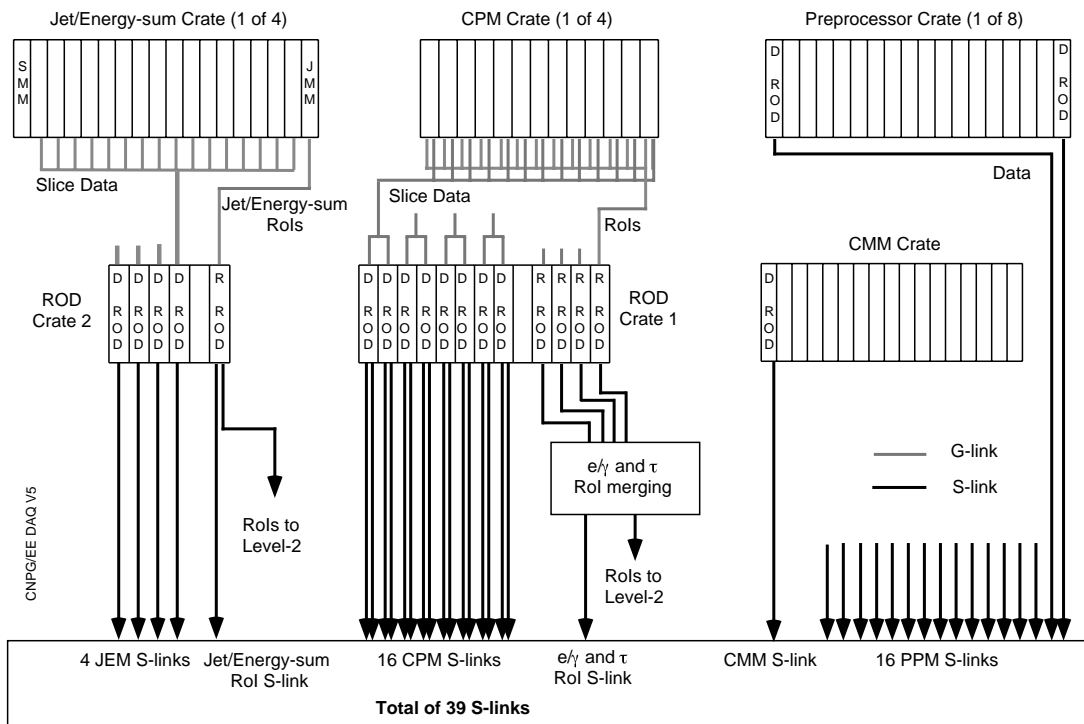 Jet/Energy-sum Crate (1 of 4)
CPM Crate (1 of 4)
Preprocessor Crate (1 of 8)
SMM
JMM
D ROD
D ROD
Slice Data
Jet/Energy-sum
RoIs
Slice Data
RoIs
Data
CMM Crate
ROD
Crate 2
D ROD
D ROD
D ROD
D ROD
R ROD
D ROD
D ROD
D ROD
D ROD
D ROD
D ROD
D ROD
D ROD
R ROD
R ROD
R ROD
R ROD
ROD
Crate 1
D ROD
e/γ and τ
RoI merging
G-link
S-link
CNPG/EE DAQ V5
RoIs to
Level-2
RoIs to
Level-2
4 JEM S-links
Jet/Energy-sum
RoI S-link
16 CPM S-links
e/γ and τ
RoI S-link
CMM S-link
16 PPM S-links
Total of 39 S-links